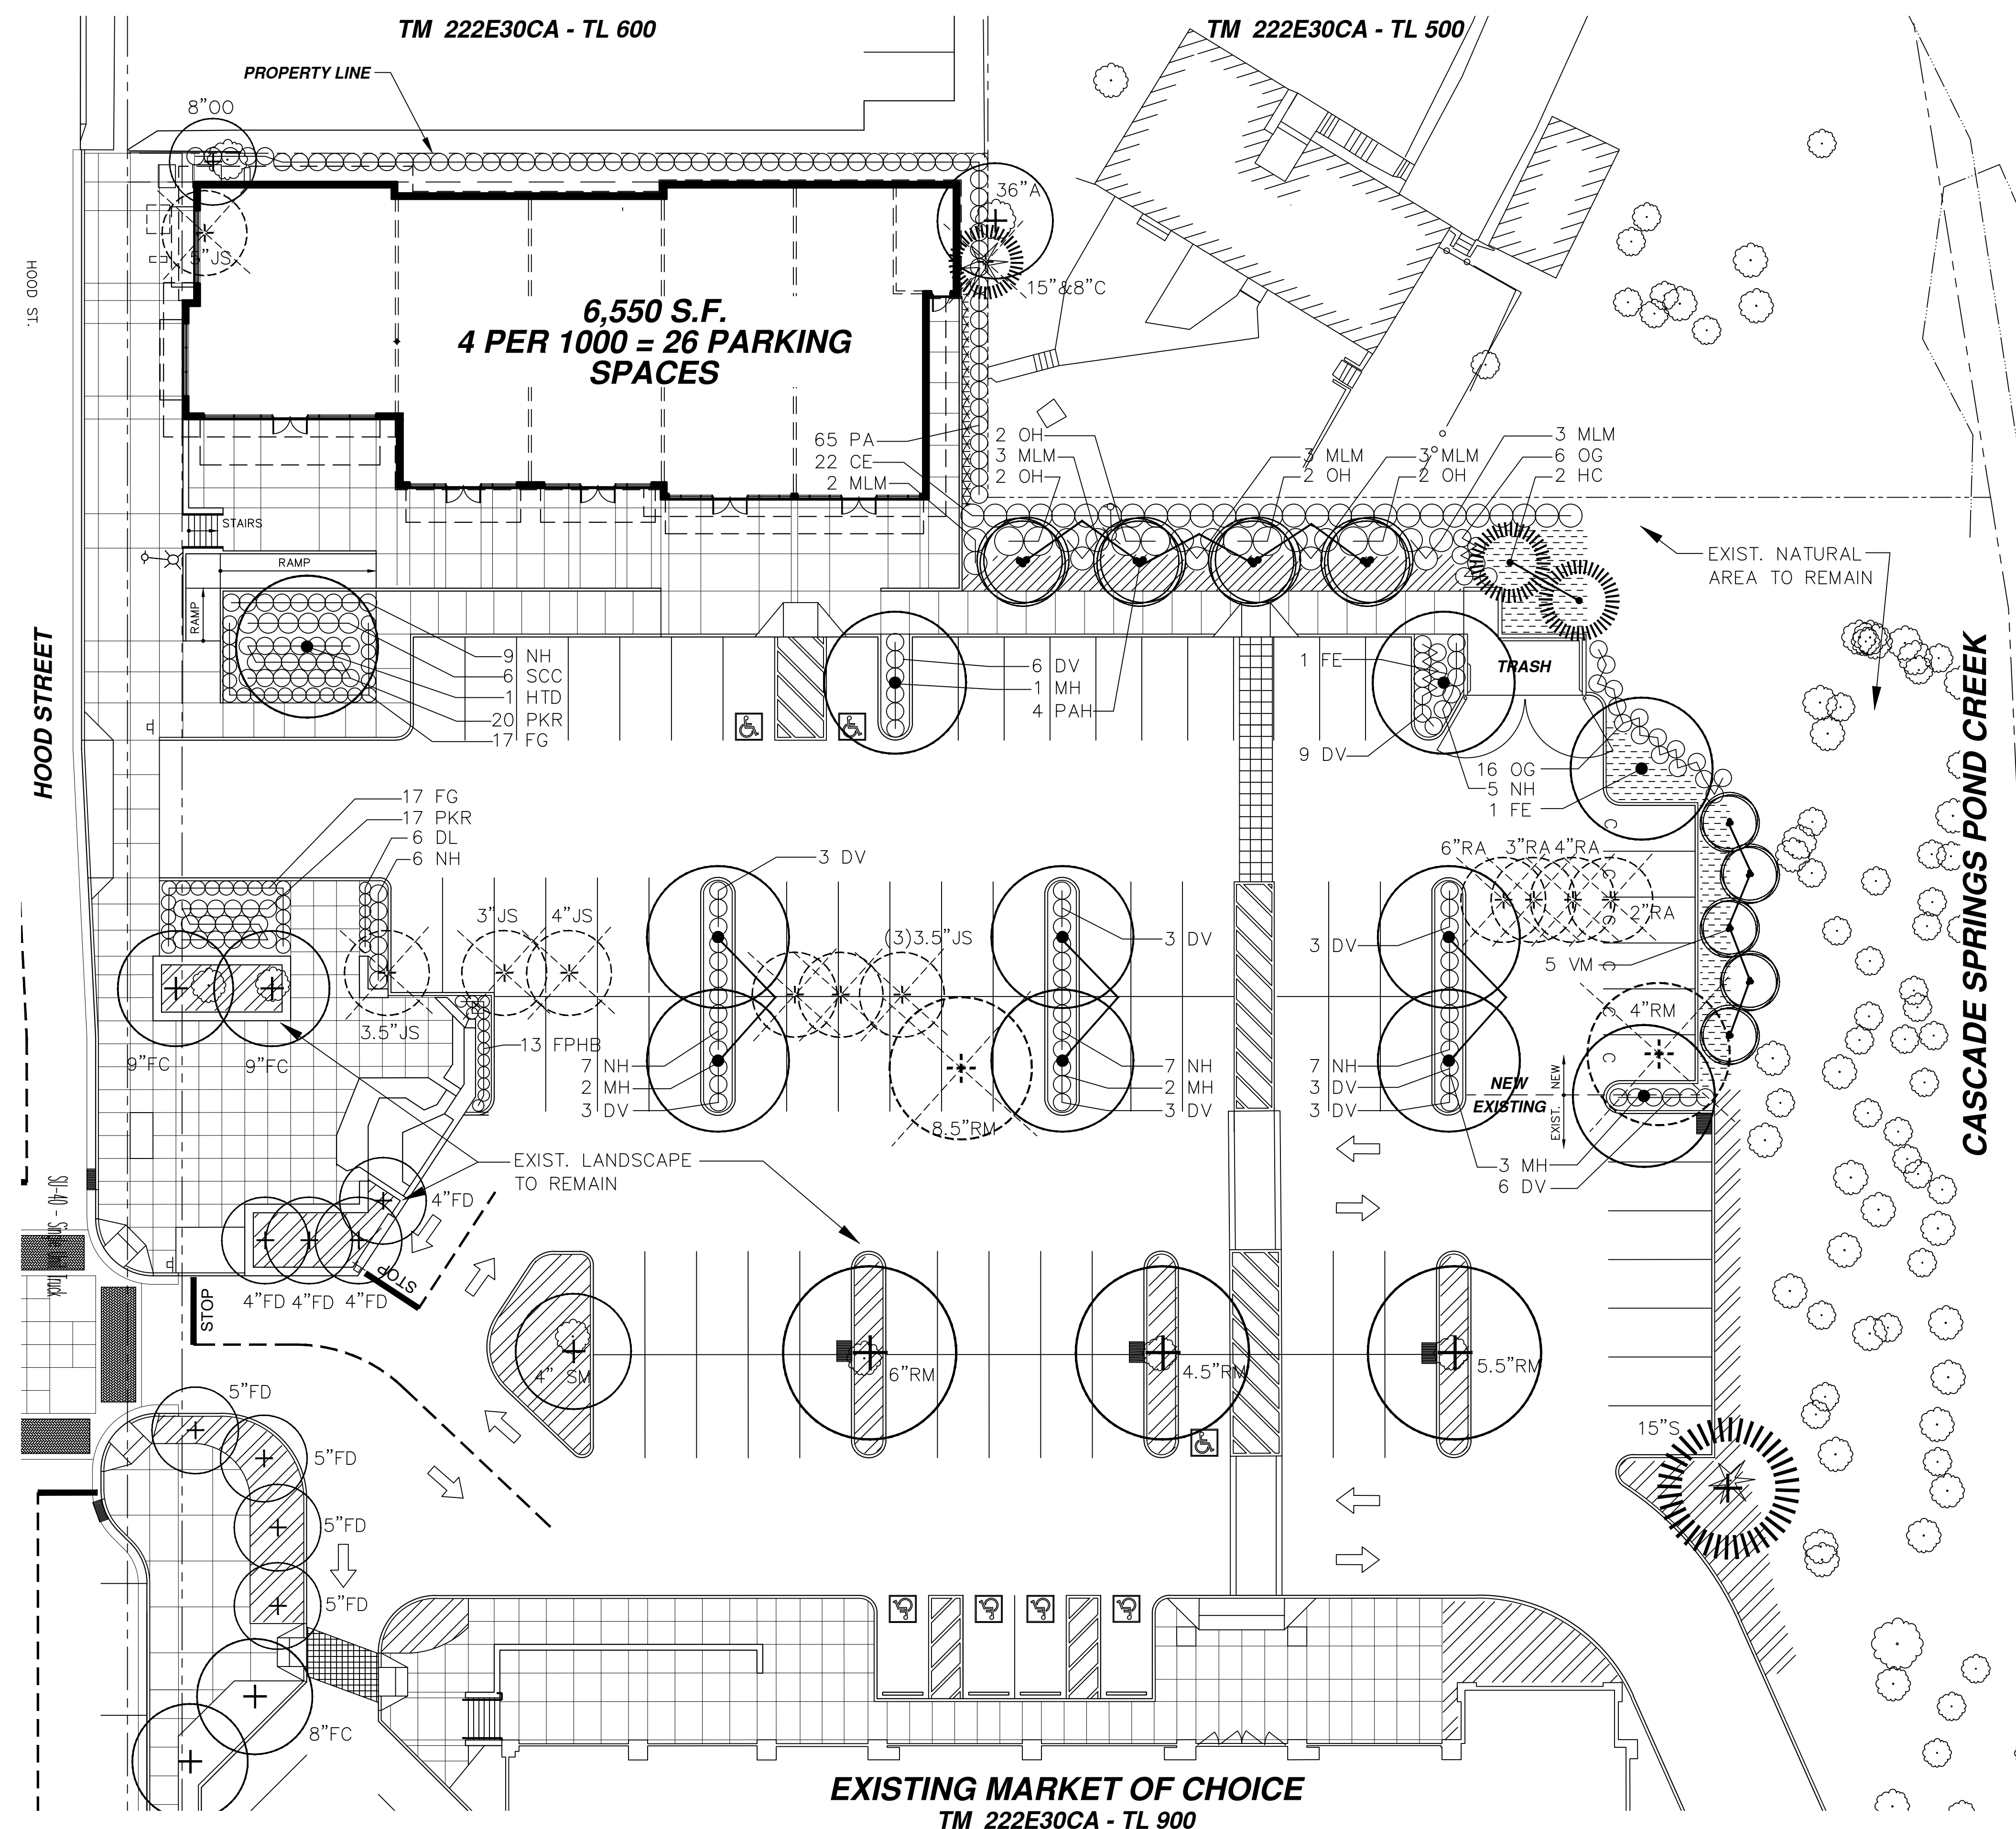 TM 222E30CA - TL 600
TM 222E30CA - TL 500
PROPERTY LINE
8"OO
36"A
5"JS
15"&8"C
HOOD ST.
6,550 S.F.
4 PER 1000 = 26 PARKING
SPACES
65 PA
22 CE
2 MLM
2 OH
3 MLM
2 OH
3 MLM
2 OH
3 MLM
2 OH
3 MLM
6 OG
2 HC
STAIRS
RAMP
RAMP
EXIST. NATURAL
AREA TO REMAIN
HOOD STREET
CASCADE SPRINGS POND CREEK
9 NH
6 SCC
1 HTD
20 PKR
17 FG
6 DV
1 MH
4 PAH
1 FE
TRASH
9 DV
16 OG
5 NH
1 FE
17 FG
17 PKR
6 DL
6 NH
3 DV
3"JS
4"JS
(3)3.5"JS
3 DV
3 DV
6"RA
3"RA
4"RA
2"RA
5 VM
3.5"JS
9"FC
9"FC
13 FPHB
7 NH
2 MH
3 DV
8.5"RM
7 NH
2 MH
3 DV
7 NH
3 DV
3 DV
4"RM
NEW
EXISTING
NEW
EXIST.
3 MH
6 DV
EXIST. LANDSCAPE
TO REMAIN
4"FD
SU-40 - Single Unit Truck
STOP
STOP
4"FD
4"FD
4"FD
4" SM
6"RM
4.5"RM
5.5"RM
15"S
5"FD
5"FD
5"FD
5"FD
8"FC
EXISTING MARKET OF CHOICE
TM 222E30CA - TL 900